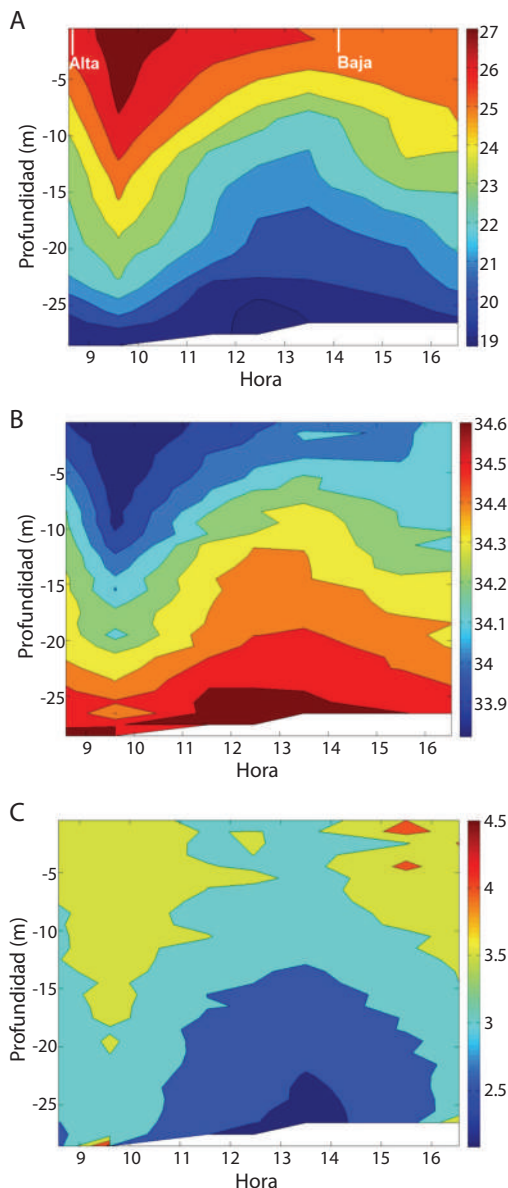 A
Alta
Baja
Profundidad (m)
-5
-10
-15
-20
-25
9 10 11 12 13 14 15 16
Hora
27
26
25
24
23
22
21
20
19
B
Profundidad (m)
-5
-10
-15
-20
-25
9 10 11 12 13 14 15 16
Hora
34.6
34.5
34.4
34.3
34.2
34.1
34
33.9
C
Profundidad (m)
-5
-10
-15
-20
-25
9 10 11 12 13 14 15 16
Hora
4.5
4
3.5
3
2.5